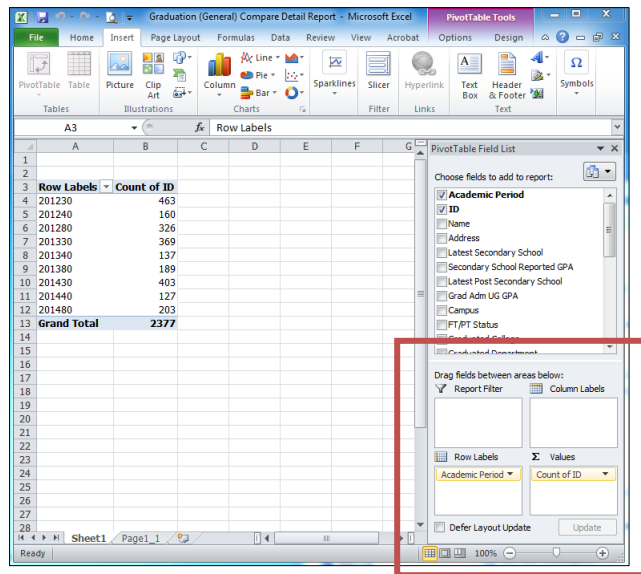 Graduation (General) Compare Detail Report - Microsoft Excel
PivotTable Tools
File Home Insert Page Layout Formulas Data Review View Acrobat Options Design
PivotTable Table Picture Clip Art Column Line Pie Bar Sparklines Slicer Hyperlink Text Box Header & Footer Symbols
Tables Illustrations Charts Filter Links Text
A3 fx Row Labels
A B C D E F G
1
2
3 Row Labels Count of ID
4 201230 463
5 201240 160
6 201280 326
7 201330 369
8 201340 137
9 201380 189
10 201430 403
11 201440 127
12 201480 203
13 Grand Total 2377
14
15
16
17
18
19
20
21
22
23
24
25
26
27
28
Sheet1 Page1_1
Ready 100%
PivotTable Field List
Choose fields to add to report:
Academic Period
ID
Name
Address
Latest Secondary School
Secondary School Reported GPA
Latest Post Secondary School
Grad Adm UG GPA
Campus
FT/PT Status
Graduated College
Graduated Department
Drag fields between areas below:
Report Filter Column Labels
Row Labels Σ Values
Academic Period Count of ID
Defer Layout Update Update